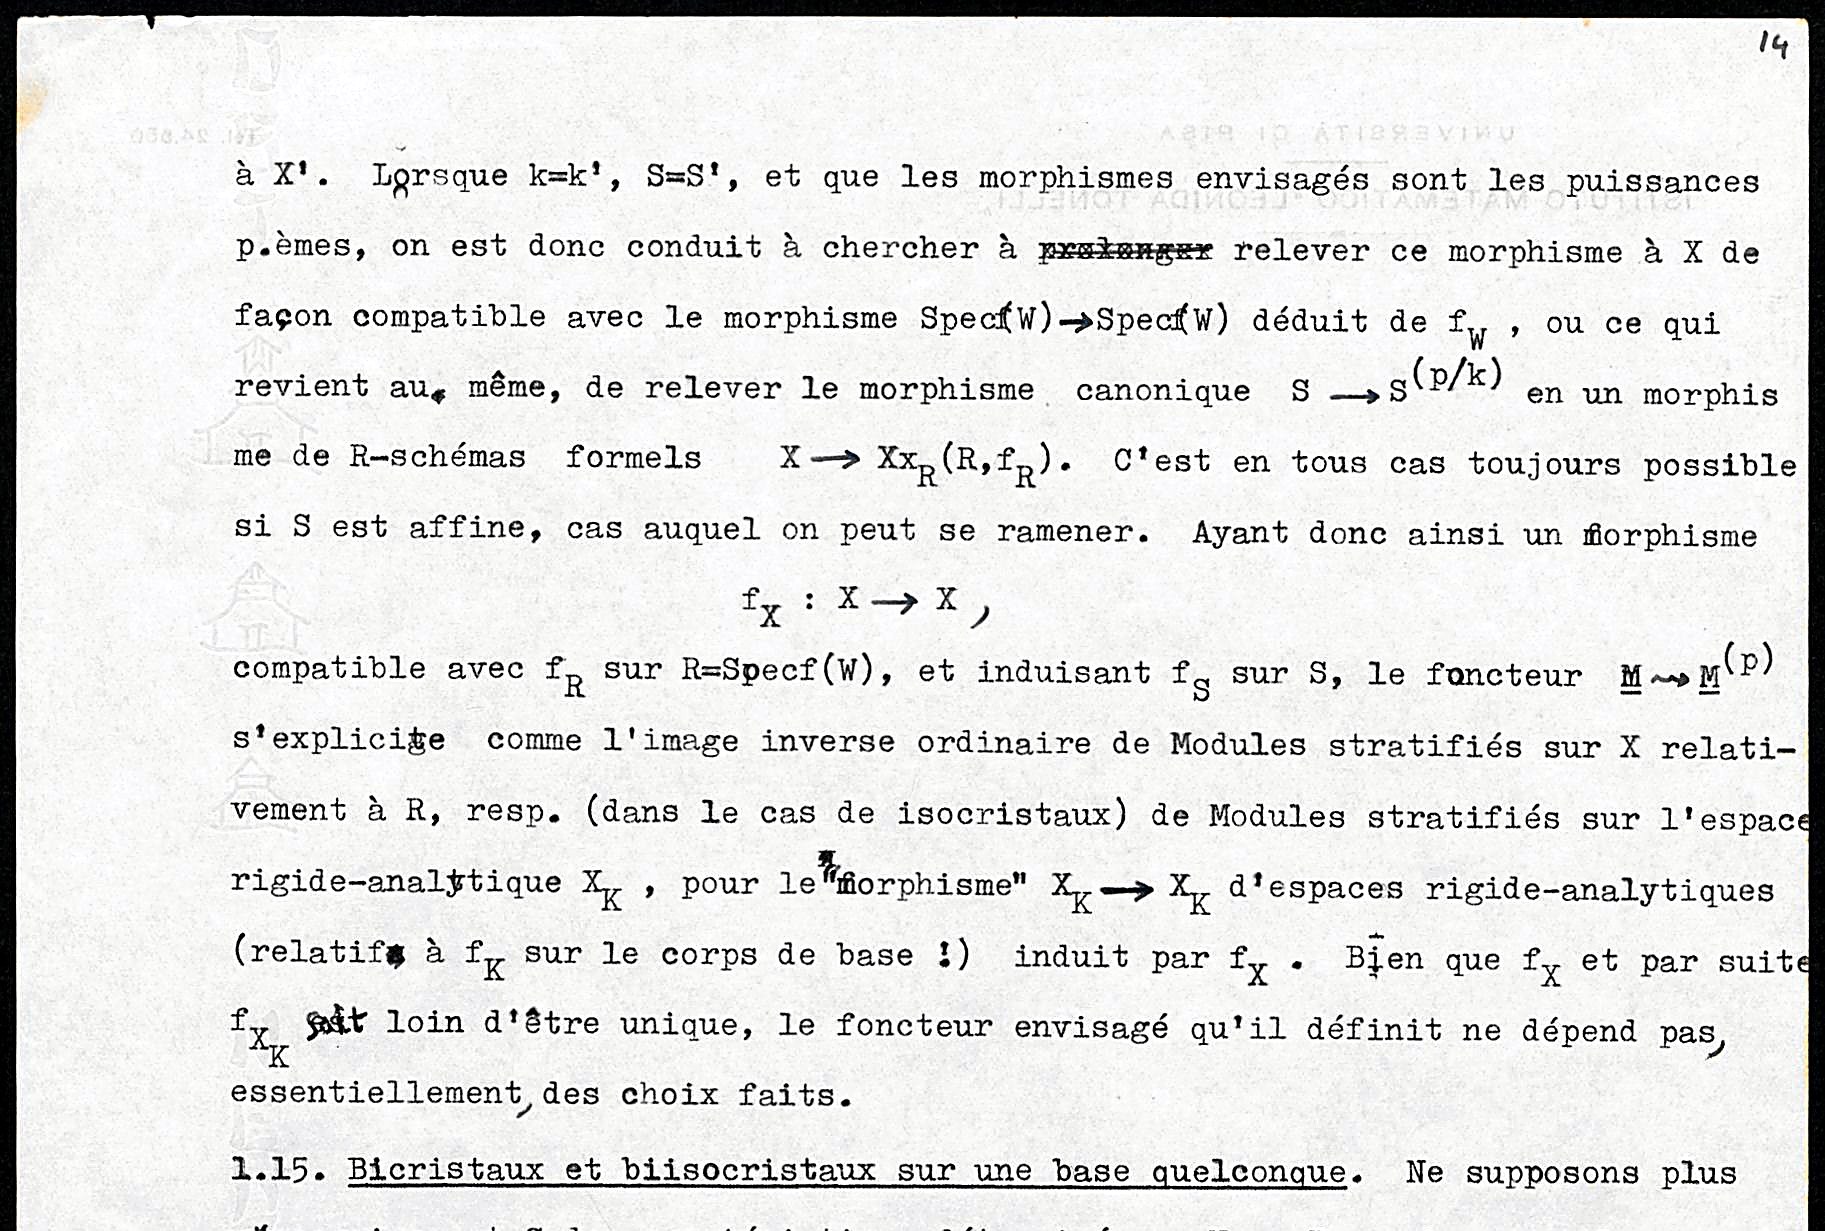 14
à X'. Lorsque k=k', S=S', et que les morphismes envisagés sont les puissances
p.èmes, on est donc conduit à chercher à prolonger relever ce morphisme à X de
façon compatible avec le morphisme Specf(W)→Specf(W) déduit de f_W , ou ce qui
revient au même, de relever le morphisme canonique S → S^(p/k) en un morphis
me de R-schémas formels X → Xx_R(R,f_R). C'est en tous cas toujours possible
si S est affine, cas auquel on peut se ramener. Ayant donc ainsi un morphisme
f_X : X → X ,
compatible avec f_R sur R=Specf(W), et induisant f_S sur S, le foncteur M ⇝ M^(p)
s'explicite comme l'image inverse ordinaire de Modules stratifiés sur X relati-
vement à R, resp. (dans le cas de isocristaux) de Modules stratifiés sur l'espace
rigide-analytique X_K , pour le "morphisme" X_K → X_K d'espaces rigide-analytiques
(relatif à f_K sur le corps de base !) induit par f_X . Bien que f_X et par suite
f_X_K soit loin d'être unique, le foncteur envisagé qu'il définit ne dépend pas,
essentiellement, des choix faits.
1.15. Bicristaux et biisocristaux sur une base quelconque. Ne supposons plus